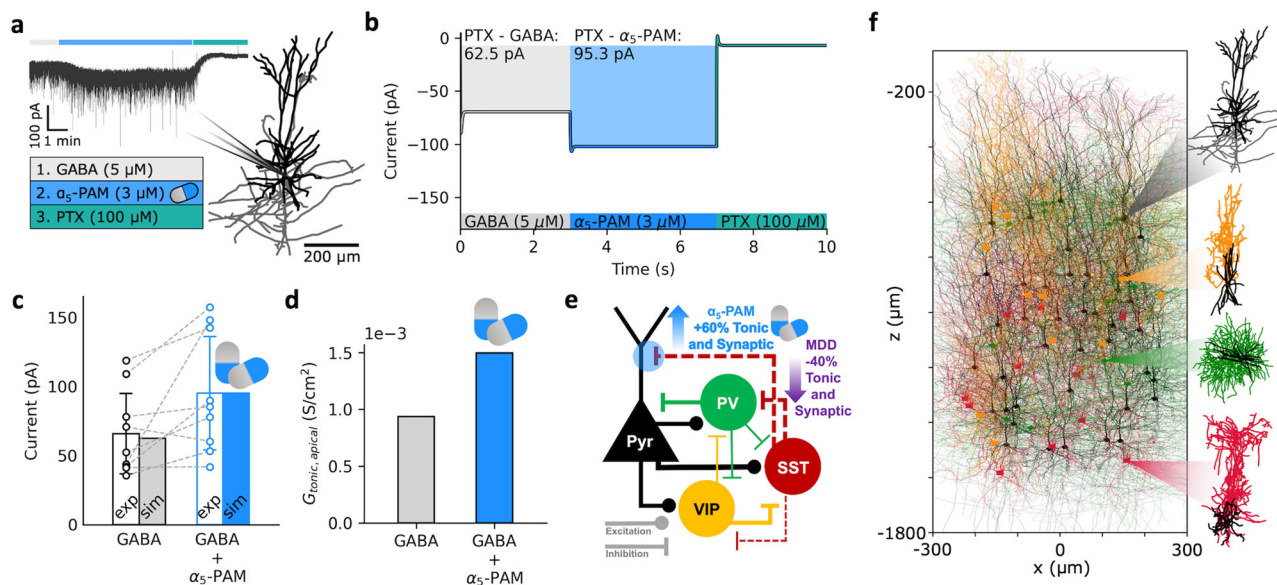 a
100 pA
1 min
1. GABA (5 µM)
2. α₅-PAM (3 µM)
3. PTX (100 µM)
200 µm
b
PTX - GABA:
62.5 pA
PTX - α₅-PAM:
95.3 pA
0
−50
−100
−150
Current (pA)
GABA (5 µM)
α₅-PAM (3 µM)
PTX (100 µM)
0
2
4
6
8
10
Time (s)
c
150
100
50
0
Current (pA)
exp
sim
exp
sim
GABA
GABA
+
α₅-PAM
d
1e−3
1.5
1.0
0.5
0.0
G_tonic, apical (S/cm²)
GABA
GABA
+
α₅-PAM
e
α₅-PAM
+60% Tonic
and Synaptic
MDD
-40%
Tonic
and
Synaptic
PV
Pyr
SST
VIP
Excitation
Inhibition
f
-200
z (µm)
-1800
-300
0
300
x (µm)